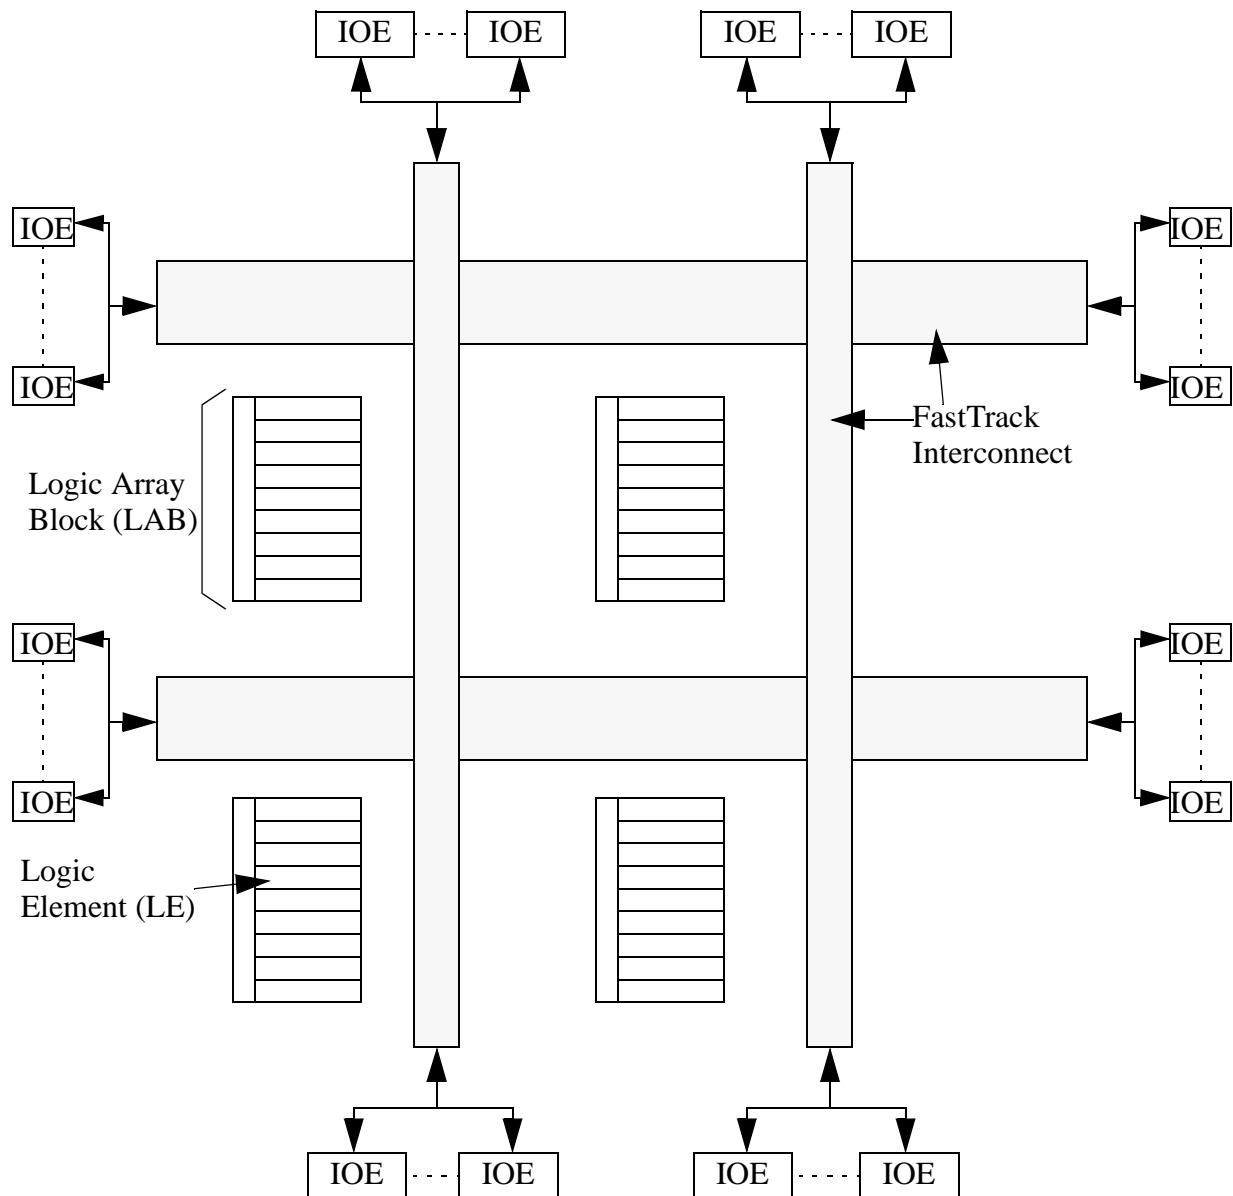 IOE IOE IOE IOE
IOE IOE
IOE IOE
FastTrack
Interconnect
Logic Array
Block (LAB)
IOE IOE
IOE IOE
Logic
Element (LE)
IOE IOE IOE IOE